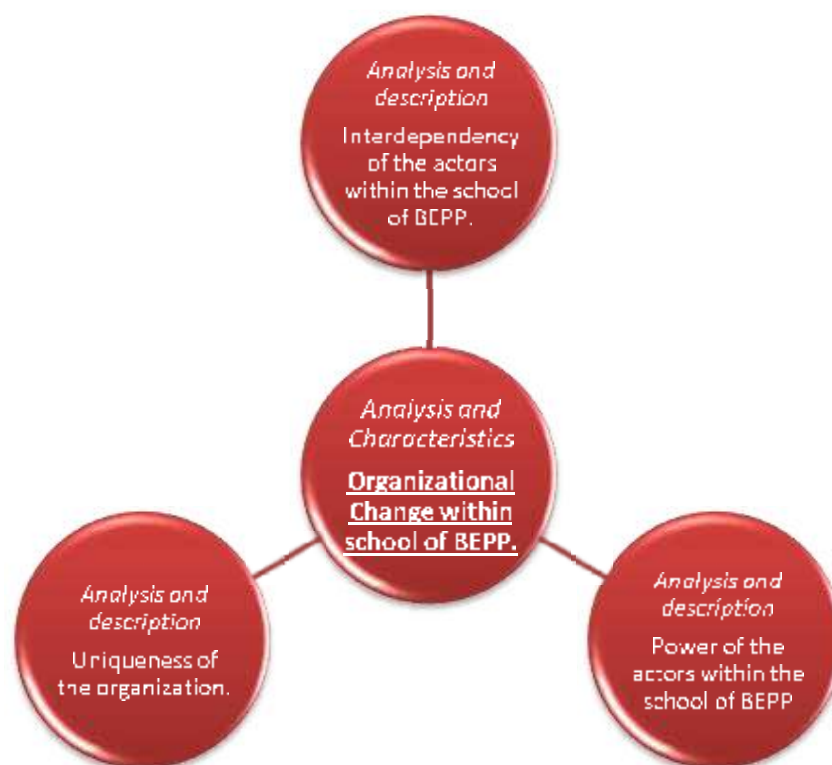 Analysis and
description
Interdependency
of the actors
within the school
of BEPP.
Analysis and
Characteristics
Organizational
Change within
school of BEPP.
Analysis and
description
Uniqueness of
the organization.
Analysis and
description
Power of the
actors within the
school of BEPP